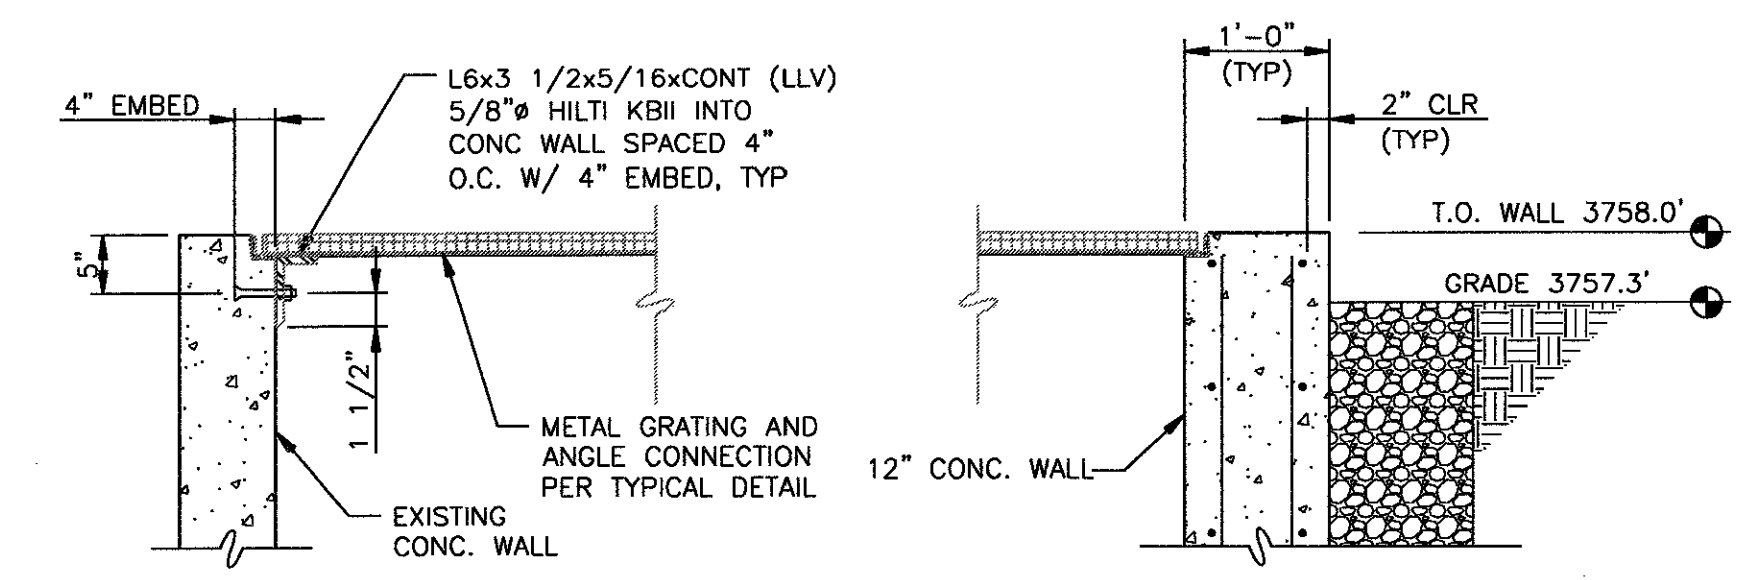 4" EMBED
L6x3 1/2x5/16xCONT (LLV)
5/8"ø HILTI KBII INTO
CONC WALL SPACED 4"
O.C. W/ 4" EMBED, TYP
5"
1 1/2"
METAL GRATING AND
ANGLE CONNECTION
PER TYPICAL DETAIL
EXISTING
CONC. WALL
1'-0"
(TYP)
2" CLR
(TYP)
T.O. WALL 3758.0'
GRADE 3757.3'
12" CONC. WALL